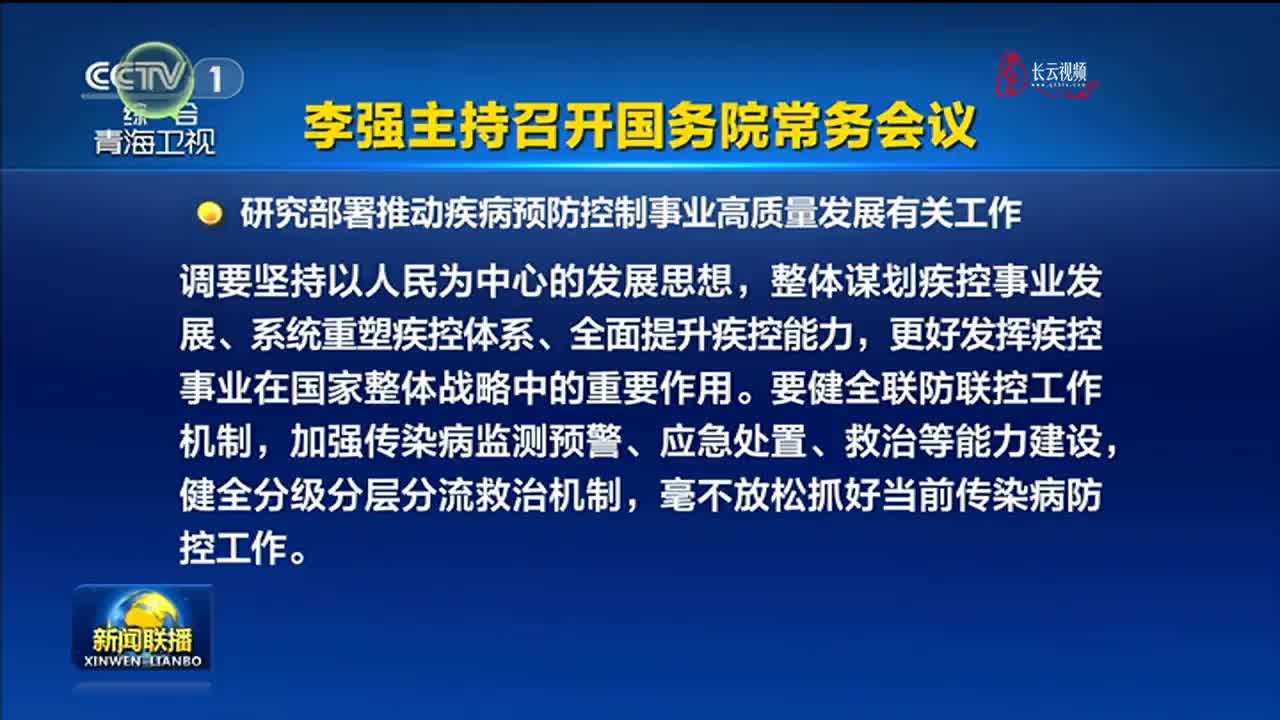 CCTV 1
综合
青海卫视
长云视频
李强主持召开国务院常务会议
研究部署推动疾病预防控制事业高质量发展有关工作
调要坚持以人民为中心的发展思想，整体谋划疾控事业发
展、系统重塑疾控体系、全面提升疾控能力，更好发挥疾控
事业在国家整体战略中的重要作用。要健全联防联控工作
机制，加强传染病监测预警、应急处置、救治等能力建设，
健全分级分层分流救治机制，毫不放松抓好当前传染病防
控工作。
新闻联播
XINWEN LIANBO